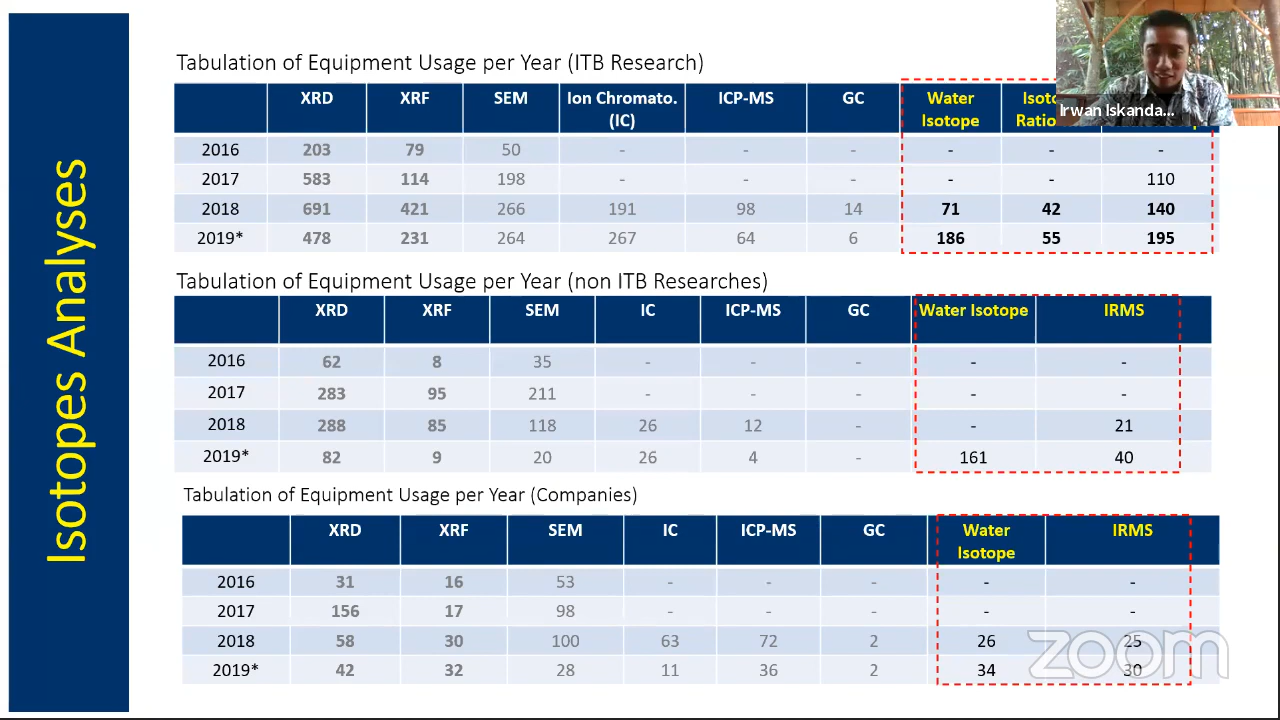 Isotopes Analyses
Tabulation of Equipment Usage per Year (ITB Research)
XRD XRF SEM Ion Chromato. (IC) ICP-MS GC Water Isotope
2016 203 79 50 - - - - - -
2017 583 114 198 - - - - - 110
2018 691 421 266 191 98 14 71 42 140
2019* 478 231 264 267 64 6 186 55 195
Irwan Iskanda...
Tabulation of Equipment Usage per Year (non ITB Researches)
XRD XRF SEM IC ICP-MS GC Water Isotope IRMS
2016 62 8 35 - - - - -
2017 283 95 211 - - - - -
2018 288 85 118 26 12 - - 21
2019* 82 9 20 26 4 - 161 40
Tabulation of Equipment Usage per Year (Companies)
XRD XRF SEM IC ICP-MS GC Water Isotope IRMS
2016 31 16 53 - - - - -
2017 156 17 98 - - - - -
2018 58 30 100 63 72 2 26 25
2019* 42 32 28 11 36 2 34 30
zoom